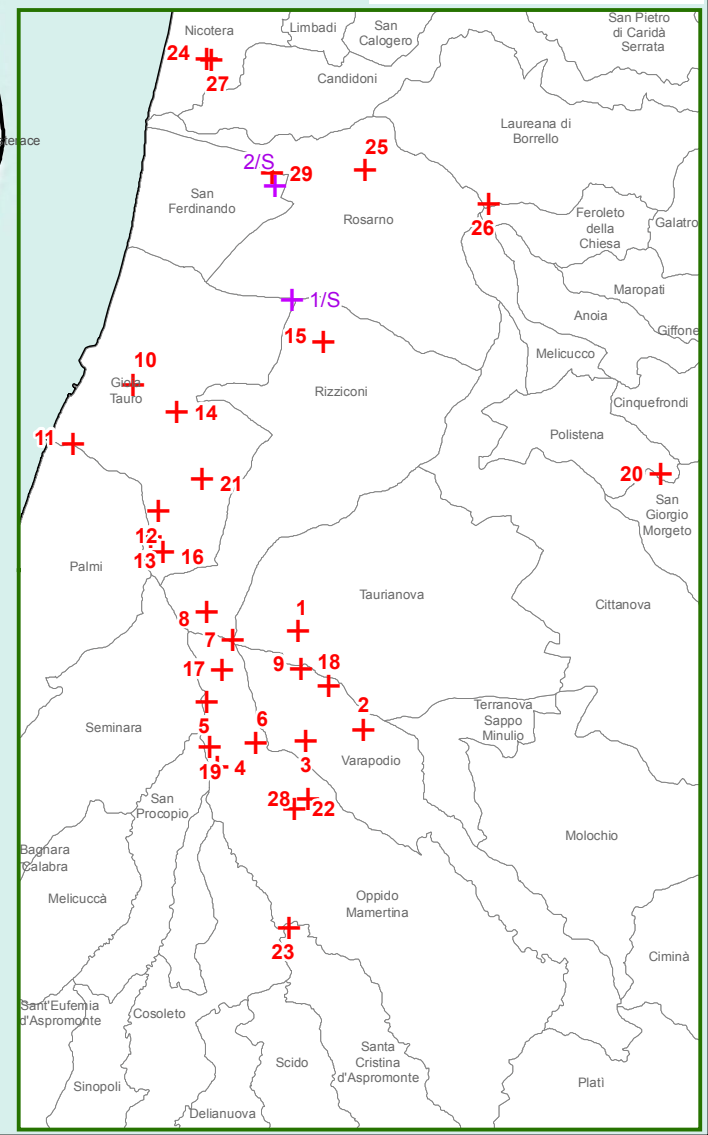 San Pietro
di Caridà
Serrata
Nicotera
Limbadi
San
Calogero
24
27
Candidoni
Laureana di
Borrello
25
2/S
29
terace
San
Ferdinando
Rosarno
26
Feroleto
della
Chiesa
Galatro
Maropati
1/S
Anoia
Giffone
15
Melicucco
10
Gioia
Tauro
Rizziconi
Cinquefrondi
14
Polistena
11
20
21
San
Giorgio
Morgeto
12
13
16
Palmi
Taurianova
Cittanova
8
1
7
9
18
17
2
Terranova
Sappo
Minulio
Seminara
5
6
3
Varapodio
19
4
28
22
San
Procopio
Molochio
Bagnara
Calabra
Melicuccà
Oppido
Mamertina
23
Ciminà
Sant'Eufemia
d'Aspromonte
Cosoleto
Scido
Santa
Cristina
d'Aspromonte
Sinopoli
Platì
Delianuova